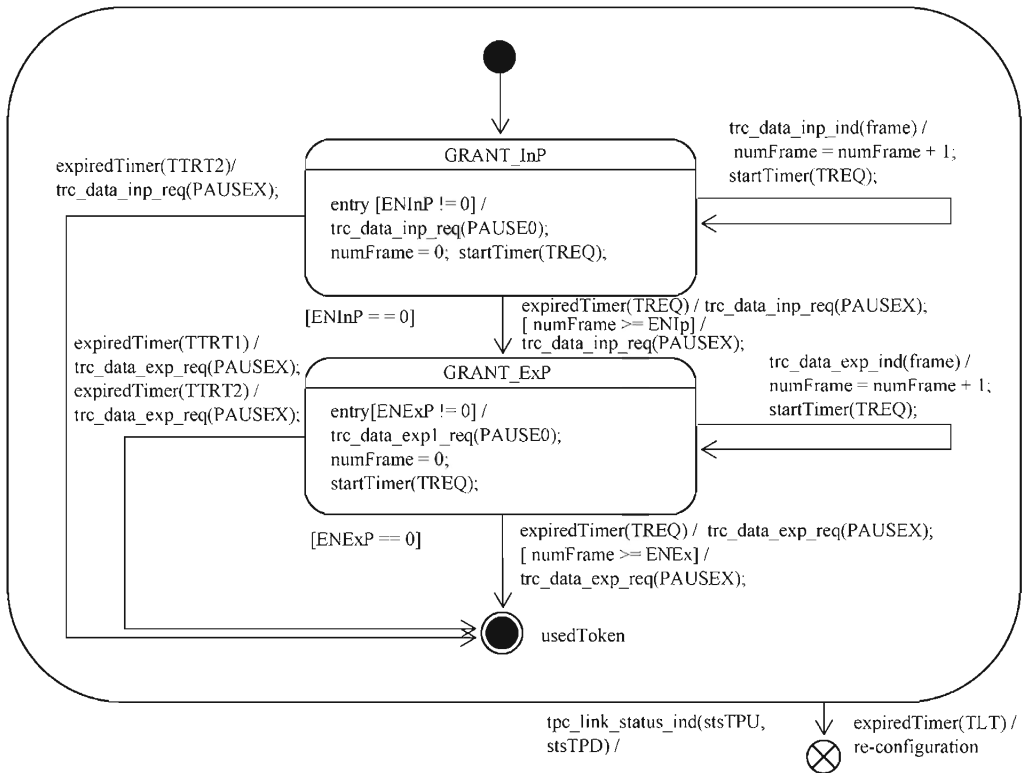 trc_data_inp_ind(frame) /
numFrame = numFrame + 1;
startTimer(TREQ);
expiredTimer(TTRT2)/
trc_data_inp_req(PAUSEX);
GRANT_InP
entry [ENInP != 0] /
trc_data_inp_req(PAUSE0);
numFrame = 0; startTimer(TREQ);
[ENInP = = 0]
expiredTimer(TREQ) / trc_data_inp_req(PAUSEX);
[ numFrame >= ENIp] /
trc_data_inp_req(PAUSEX);
expiredTimer(TTRT1) /
trc_data_exp_req(PAUSEX);
expiredTimer(TTRT2) /
trc_data_exp_req(PAUSEX);
GRANT_ExP
trc_data_exp_ind(frame) /
numFrame = numFrame + 1;
startTimer(TREQ);
entry[ENExP != 0] /
trc_data_exp1_req(PAUSE0);
numFrame = 0;
startTimer(TREQ);
[ENExP == 0]
expiredTimer(TREQ) / trc_data_exp_req(PAUSEX);
[ numFrame >= ENEx] /
trc_data_exp_req(PAUSEX);
usedToken
tpc_link_status_ind(stsTPU,
stsTPD) /
expiredTimer(TLT) /
re-configuration